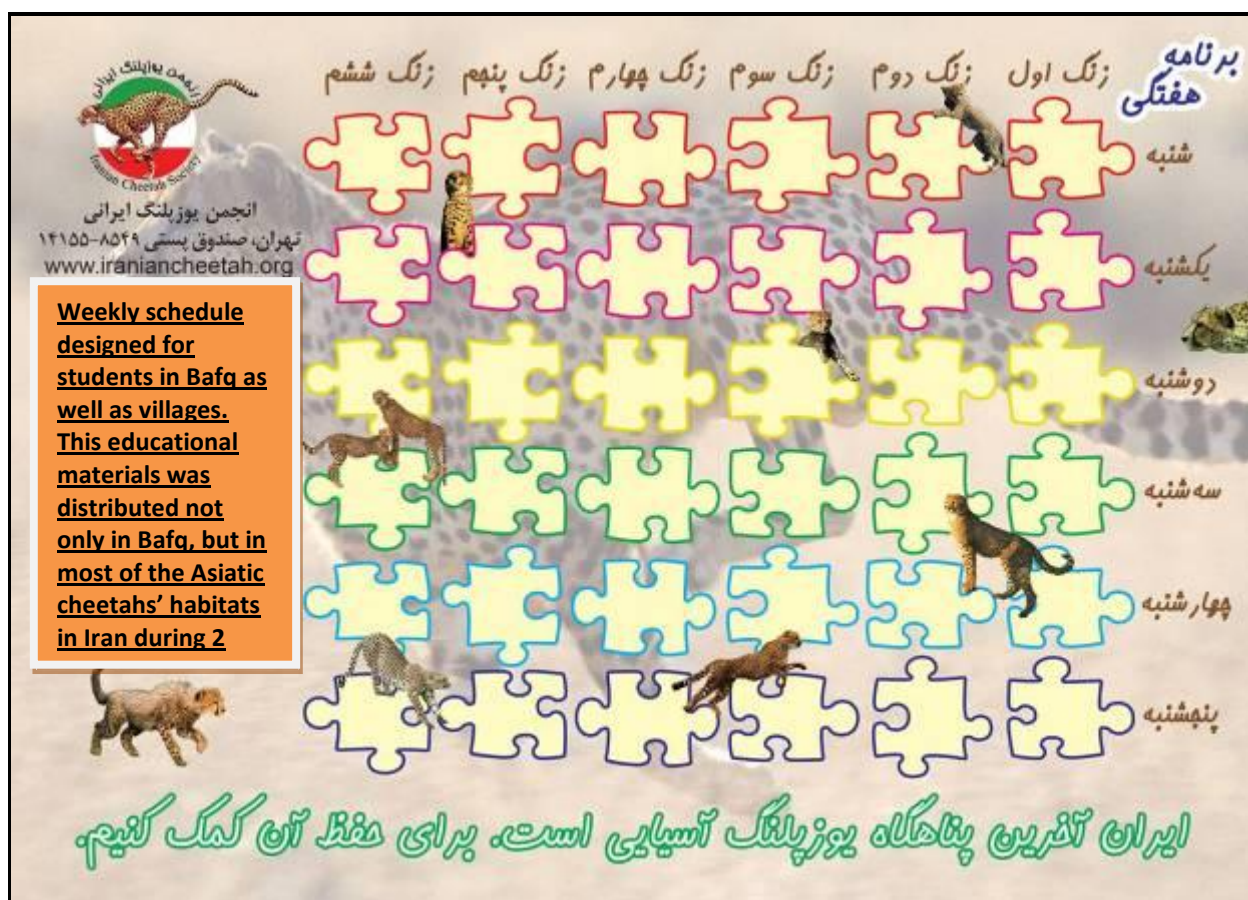 برنامه
هفتگی
زنگ اول زنگ دوم زنگ سوم زنگ چهارم زنگ پنجم زنگ ششم
شنبه
یکشنبه
دوشنبه
سه شنبه
چهارشنبه
پنجشنبه
انجمن یوزپلنگ ایرانی
Iranian Cheetah Society
انجمن یوزپلنگ ایرانی
تهران، صندوق پستی ۸۵۴۹-۱۴۱۵۵
www.iraniancheetah.org
Weekly schedule
designed for
students in Bafq as
well as villages.
This educational
materials was
distributed not
only in Bafq, but in
most of the Asiatic
cheetahs’ habitats
in Iran during 2
ایران آخرین پناهگاه یوزپلنگ آسیایی است. برای حفظ آن کمک کنیم.